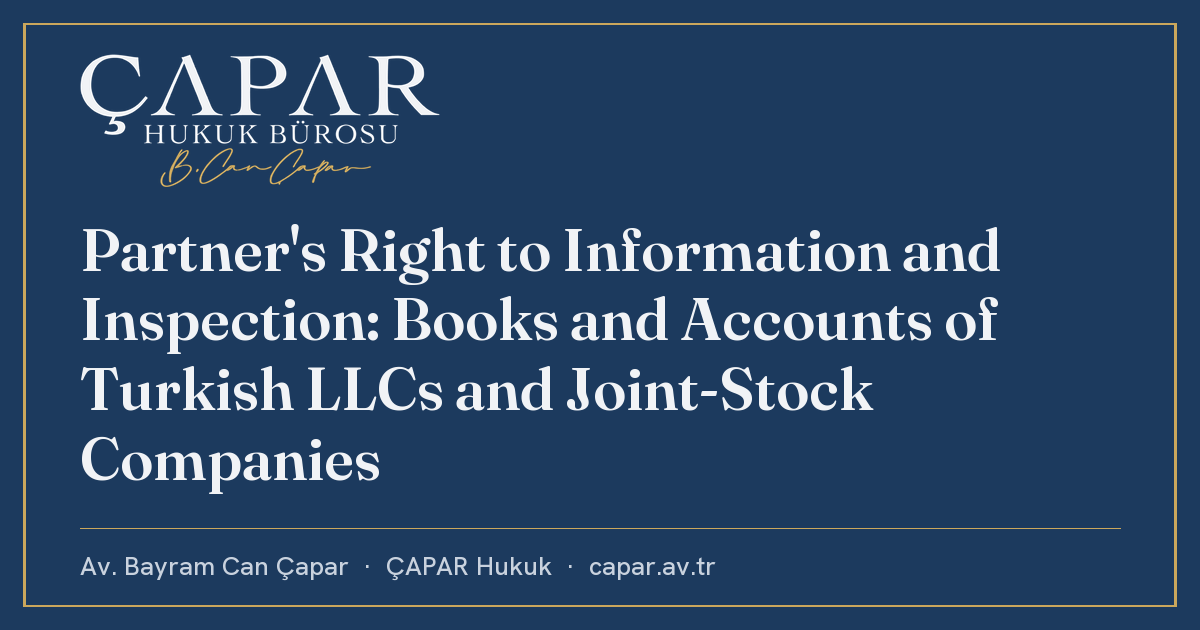 ÇAPAR
HUKUK BÜROSU
B.Can Çapar
Partner's Right to Information and
Inspection: Books and Accounts of
Turkish LLCs and Joint-Stock
Companies
Av. Bayram Can Çapar · ÇAPAR Hukuk · capar.av.tr